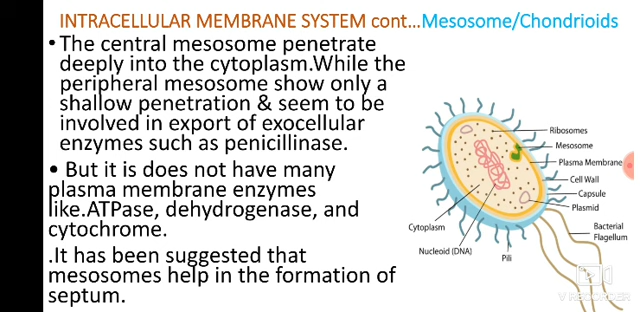 INTRACELLULAR MEMBRANE SYSTEM cont...Mesosome/Chondrioids
• The central mesosome penetrate
deeply into the cytoplasm.While the
peripheral mesosome show only a
shallow penetration & seem to be
involved in export of exocellular
enzymes such as penicillinase.
• But it is does not have many
plasma membrane enzymes
like.ATPase, dehydrogenase, and
cytochrome.
.It has been suggested that
mesosomes help in the formation of
septum.
Ribosomes
Mesosome
Plasma Membrane
Cell Wall
Capsule
Plasmid
Bacterial
Flagellum
Cytoplasm
Nucleoid (DNA)
Pili
V RECORDER